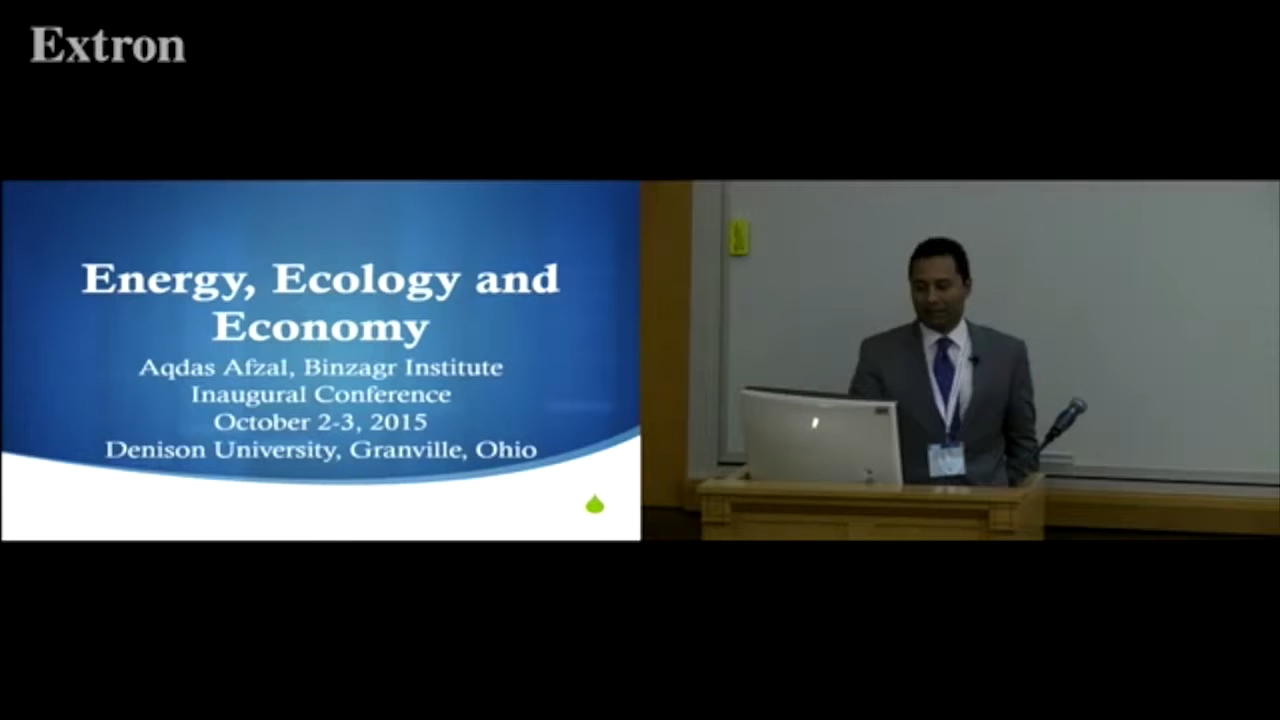 Extron
Energy, Ecology and
Economy
Aqdas Afzal, Binzagr Institute
Inaugural Conference
October 2-3, 2015
Denison University, Granville, Ohio